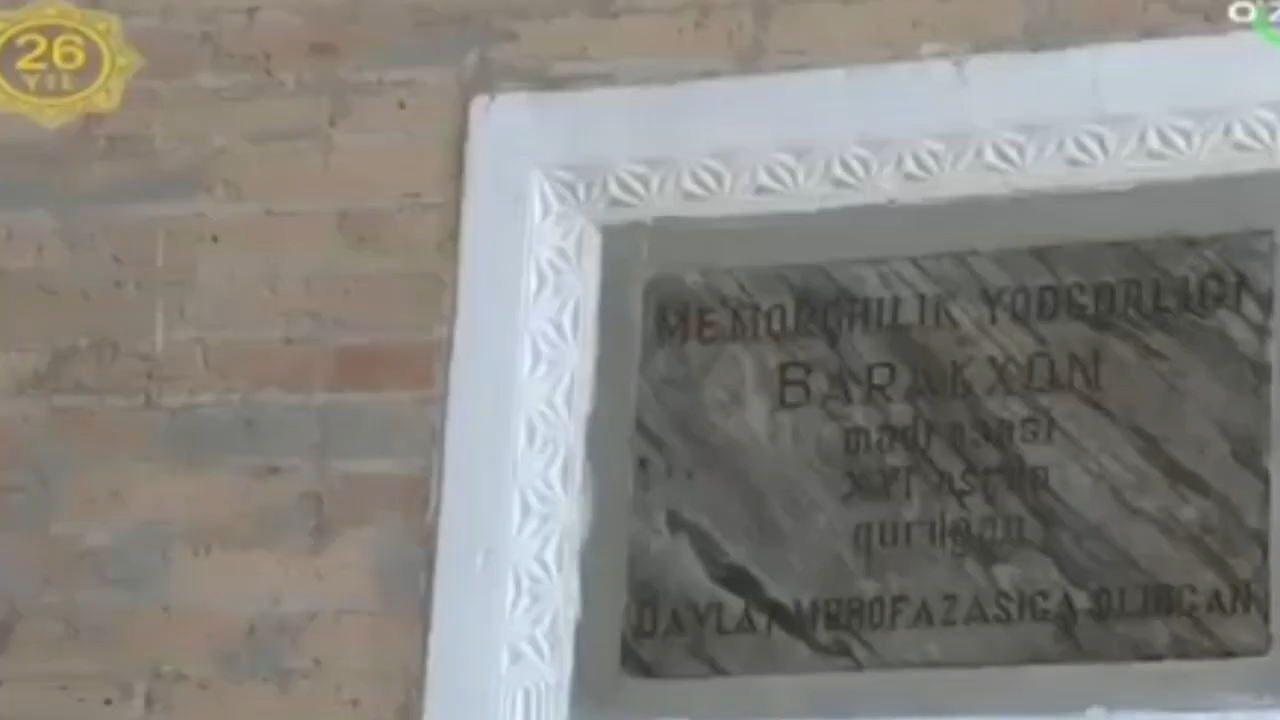 26
YIL
MEMORCHILIK YODGORLIGI
BARAKXON
madrasasi
XVI asrda
qurilgan
DAVLAT MUHOFAZASIGA OLINGAN